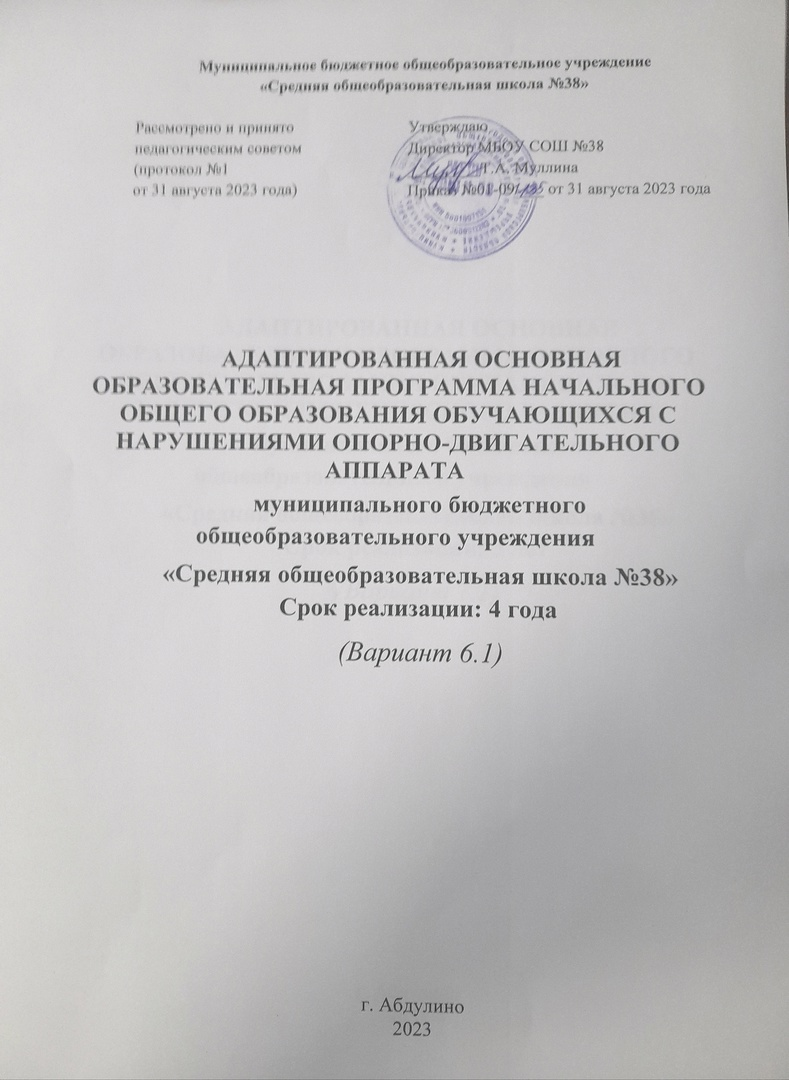 Муниципальное бюджетное общеобразовательное учреждение
«Средняя общеобразовательная школа №38»
Рассмотрено и принято
педагогическим советом
(протокол №1
от 31 августа 2023 года)
Утверждаю
Директор МБОУ СОШ №38
Т.А. Муллина
Приказ №01-09/ от 31 августа 2023 года
АДАПТИРОВАННАЯ ОСНОВНАЯ
ОБРАЗОВАТЕЛЬНАЯ ПРОГРАММА НАЧАЛЬНОГО
ОБЩЕГО ОБРАЗОВАНИЯ ОБУЧАЮЩИХСЯ С
НАРУШЕНИЯМИ ОПОРНО-ДВИГАТЕЛЬНОГО
АППАРАТА
муниципального бюджетного
общеобразовательного учреждения
«Средняя общеобразовательная школа №38»
Срок реализации: 4 года
(Вариант 6.1)
г. Абдулино
2023